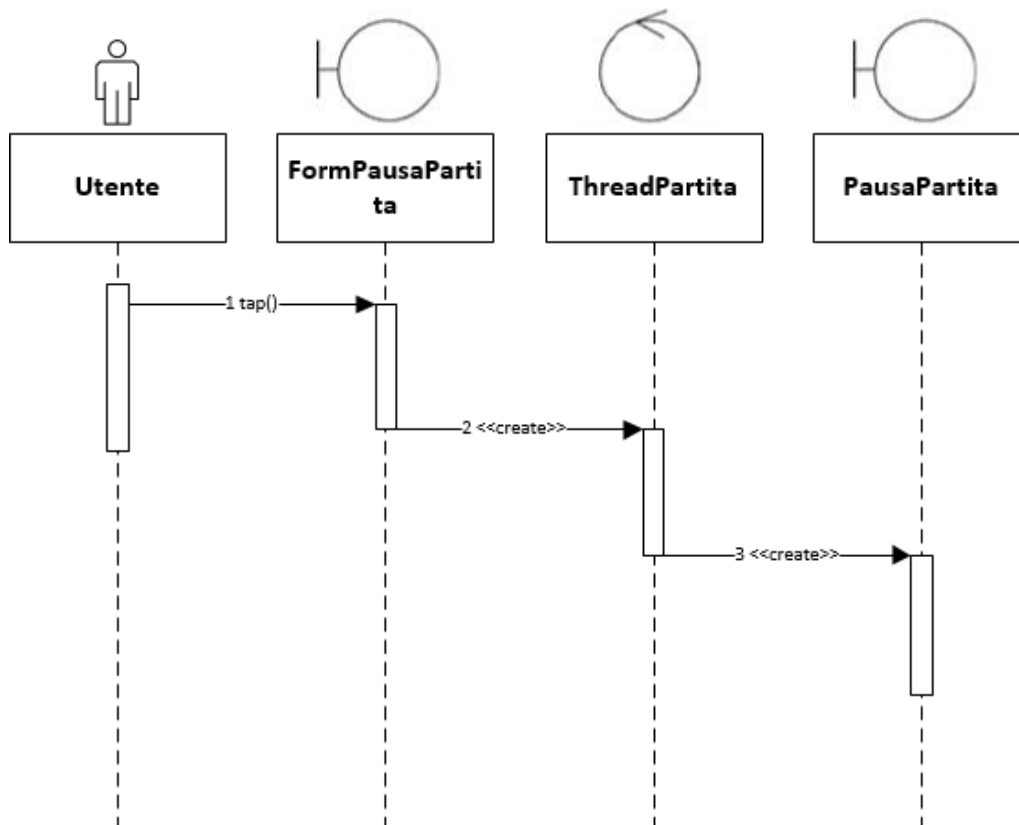 Utente
FormPausaParti
ta
ThreadPartita
PausaPartita
1 tap()
2 <<create>>
3 <<create>>